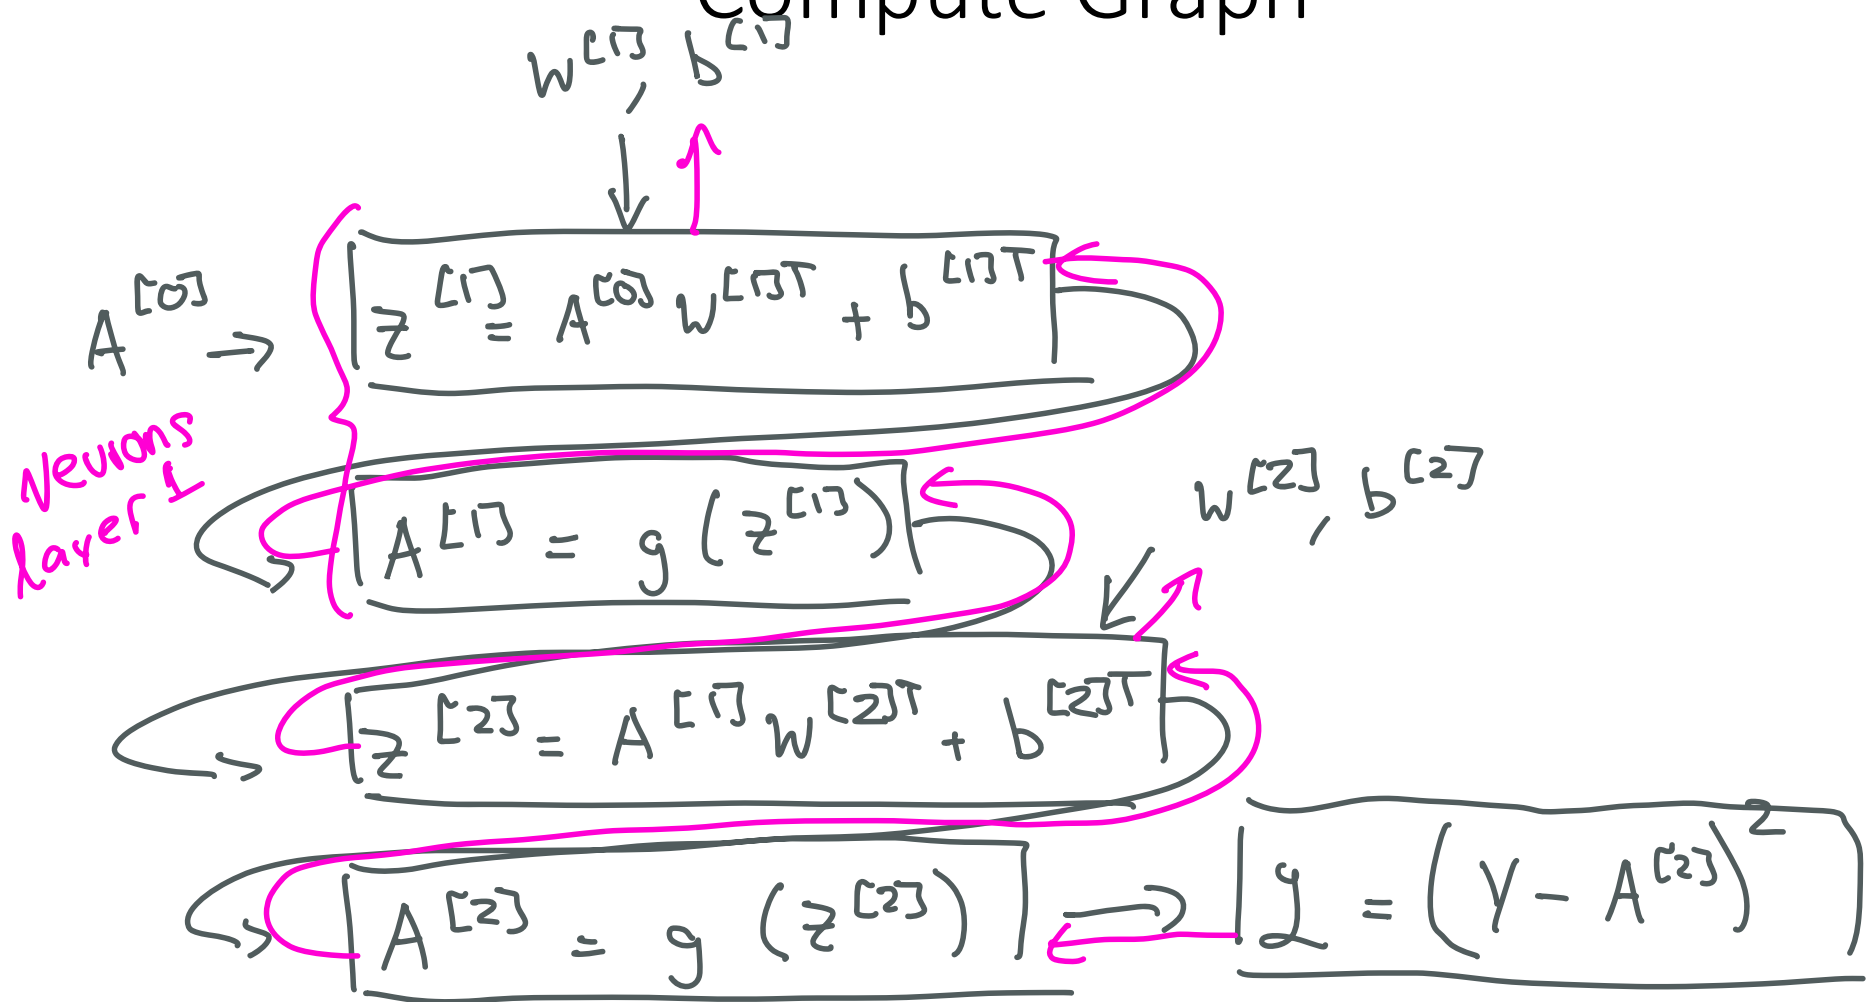 Compute Graph
W^[1], b^[1]
A^[0] → z^[1] = A^[0] W^[1]T + b^[1]T
Neurons
layer 1
A^[1] = g(z^[1])
W^[2], b^[2]
z^[2] = A^[1] W^[2]T + b^[2]T
A^[2] = g(z^[2])
ℒ = (Y - A^[2])^2